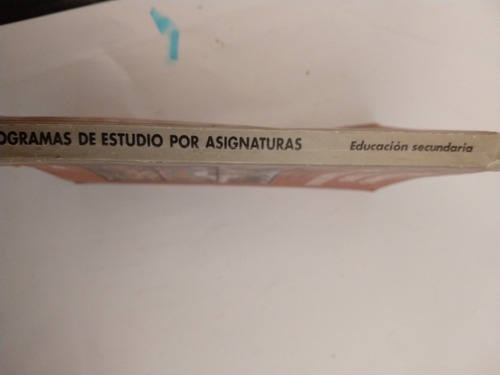 OGRAMAS DE ESTUDIO POR ASIGNATURAS Educación secundaria